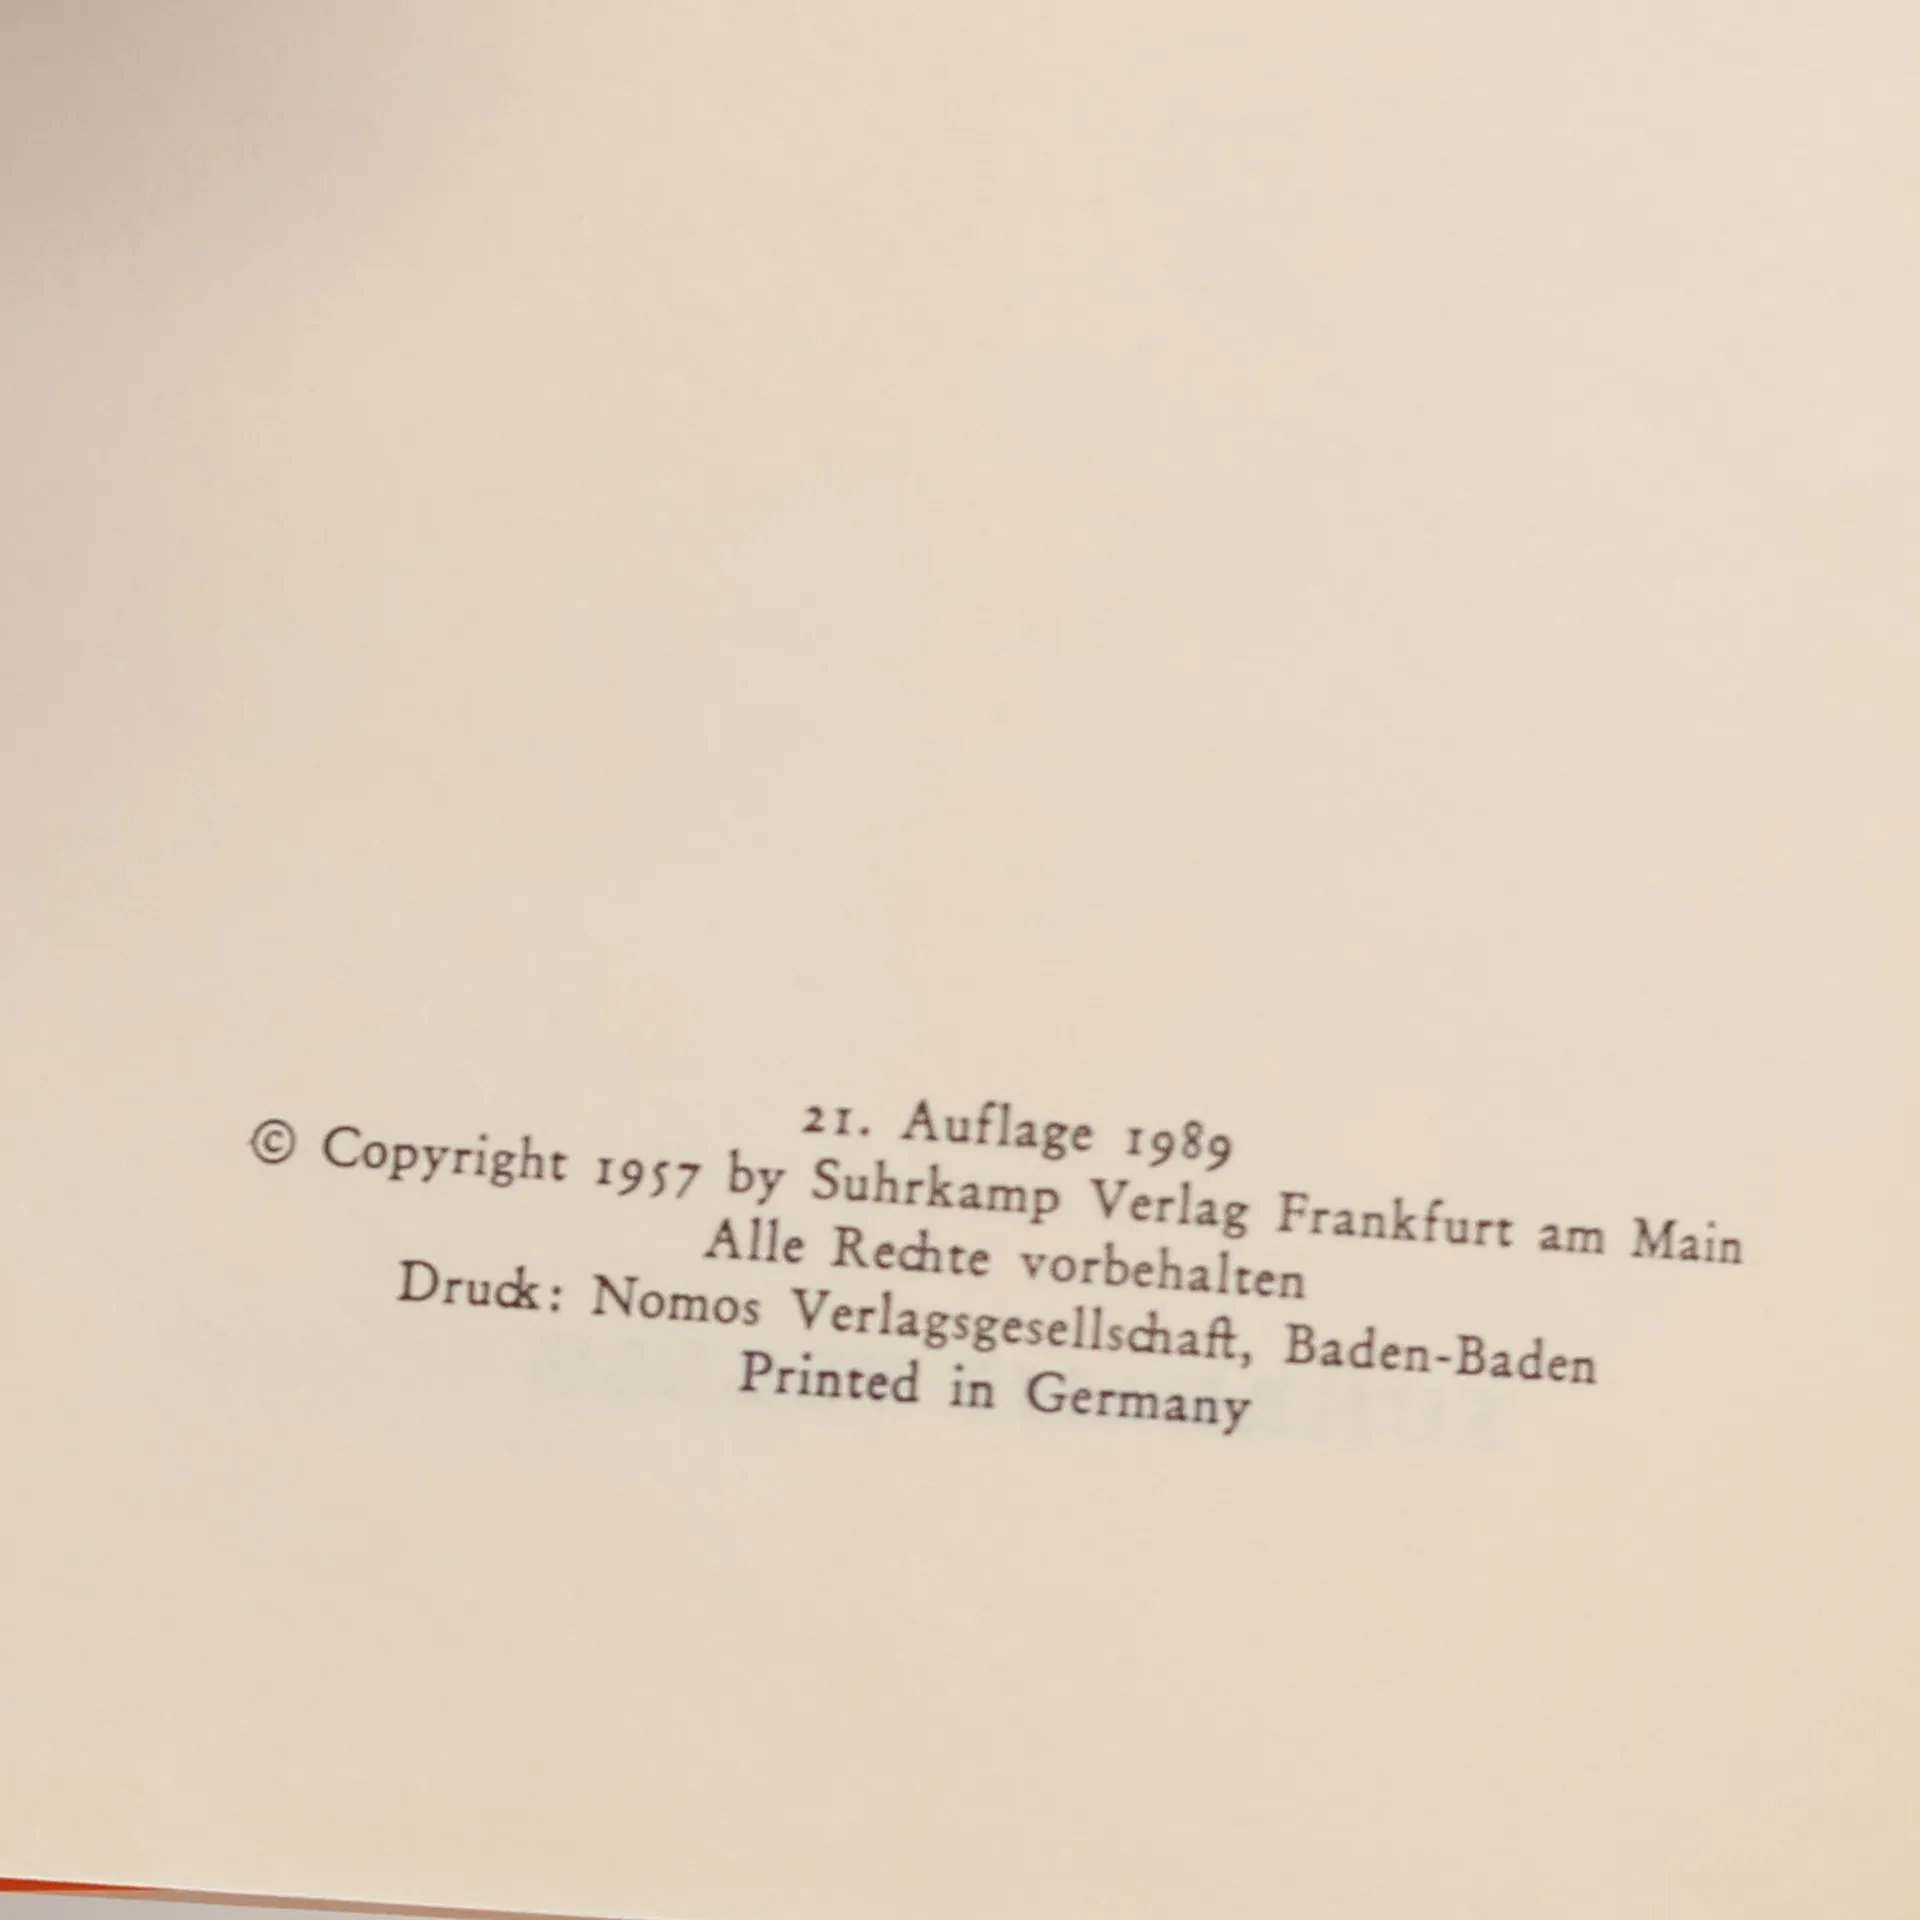 21. Auflage 1989
© Copyright 1957 by Suhrkamp Verlag Frankfurt am Main
Alle Rechte vorbehalten
Druck: Nomos Verlagsgesellschaft, Baden-Baden
Printed in Germany